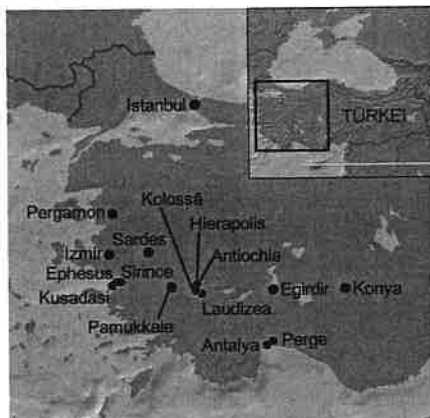 Istanbul
TÜRKEI
Kolossä
Hierapolis
Pergamon
Sardes
Antiochia
Izmir
Ephesus
Sirince
Kusadasi
Egirdir
Konya
Laudizea
Pamukkale
Antalya
Perge